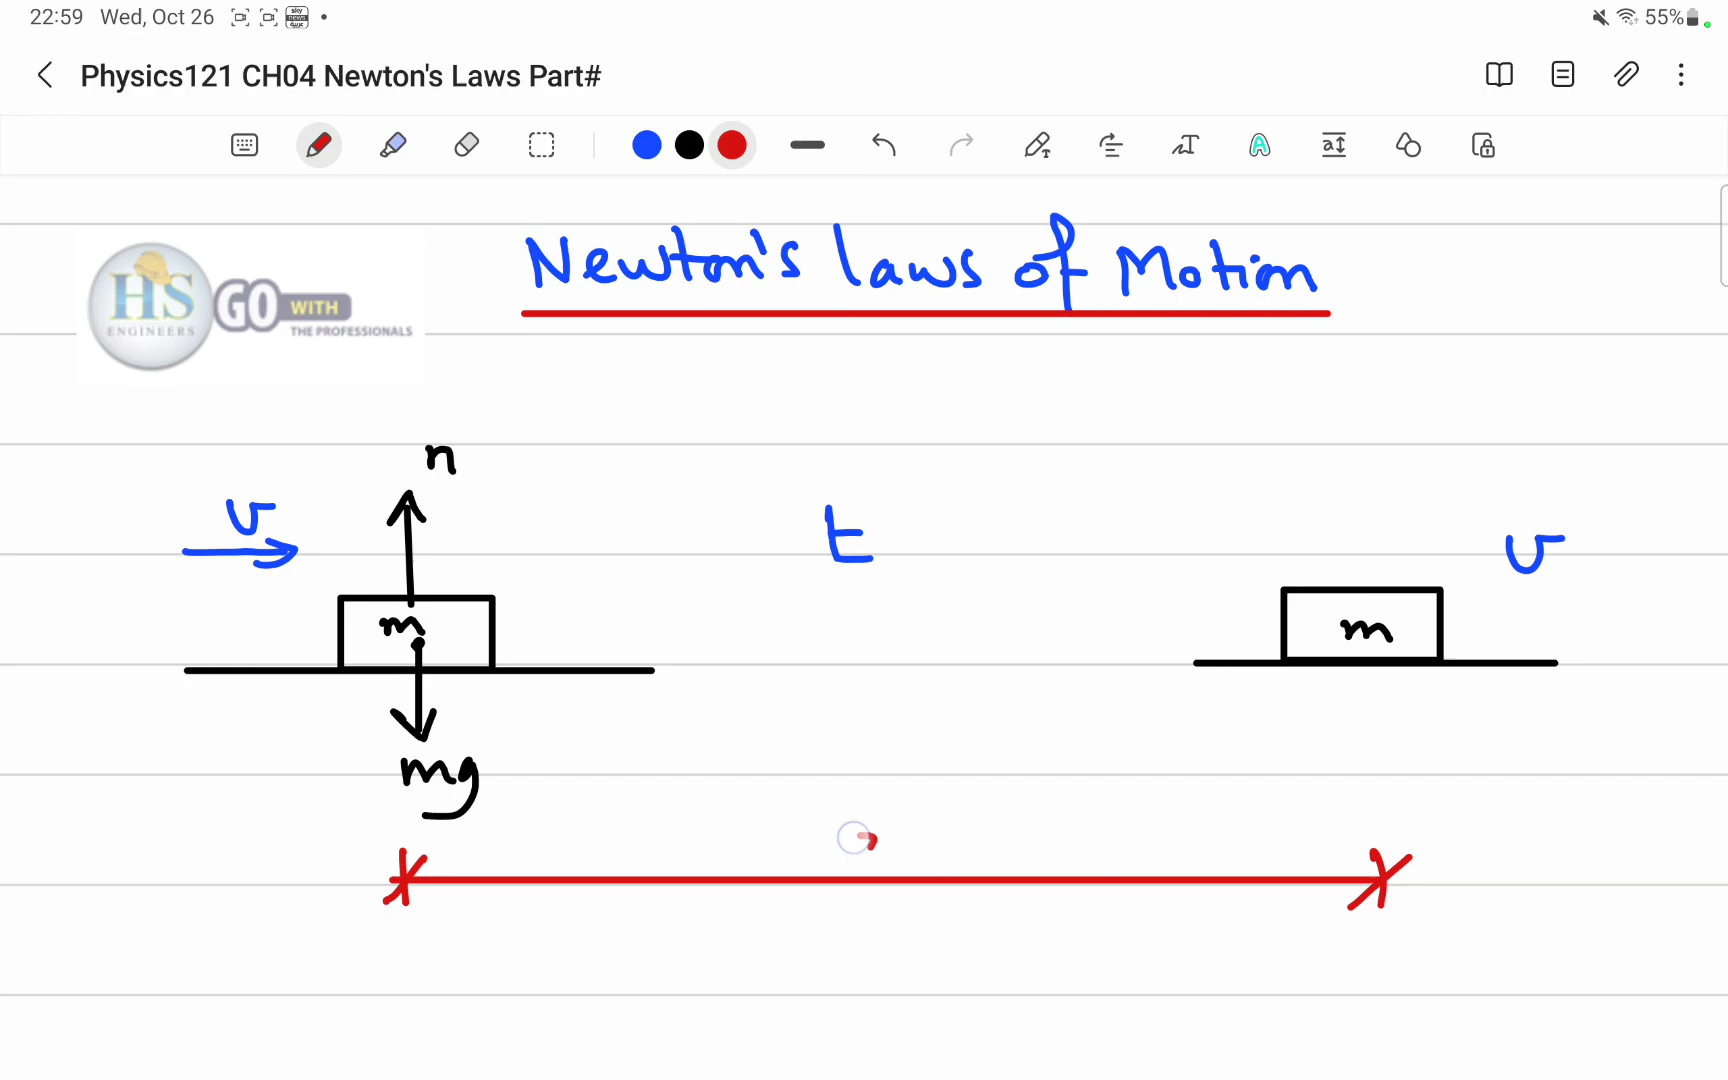 22:59 Wed, Oct 26
55%
Physics121 CH04 Newton's Laws Part#
Newton's laws of Motion
HS
ENGINEERS
GO WITH
THE PROFESSIONALS
n
v
t
v
m
m
mg